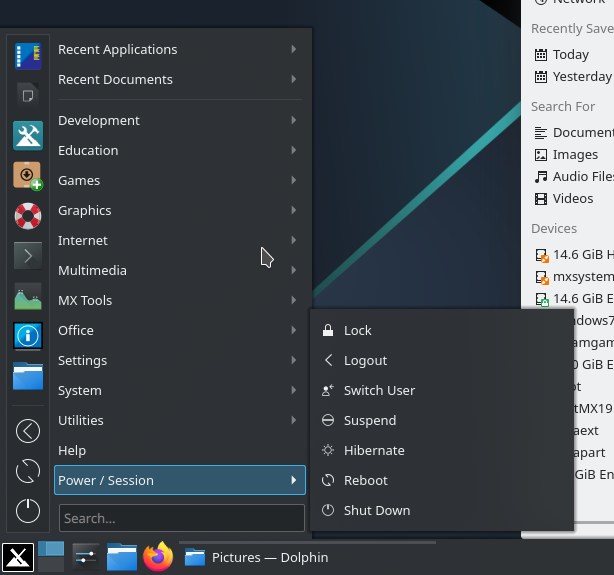 Recent Applications
Recent Documents
Development
Education
Games
Graphics
Internet
Multimedia
MX Tools
Office
Settings
System
Utilities
Help
Power / Session
Search...
Lock
Logout
Switch User
Suspend
Hibernate
Reboot
Shut Down
Network
Recently Save
Today
Yesterday
Search For
Document
Images
Audio Files
Videos
Devices
14.6 GiB H
mxsystem
14.6 GiB E
dows7
amgam
0 GiB E
ot
tMX19
aext
apart
GiB En
Pictures — Dolphin